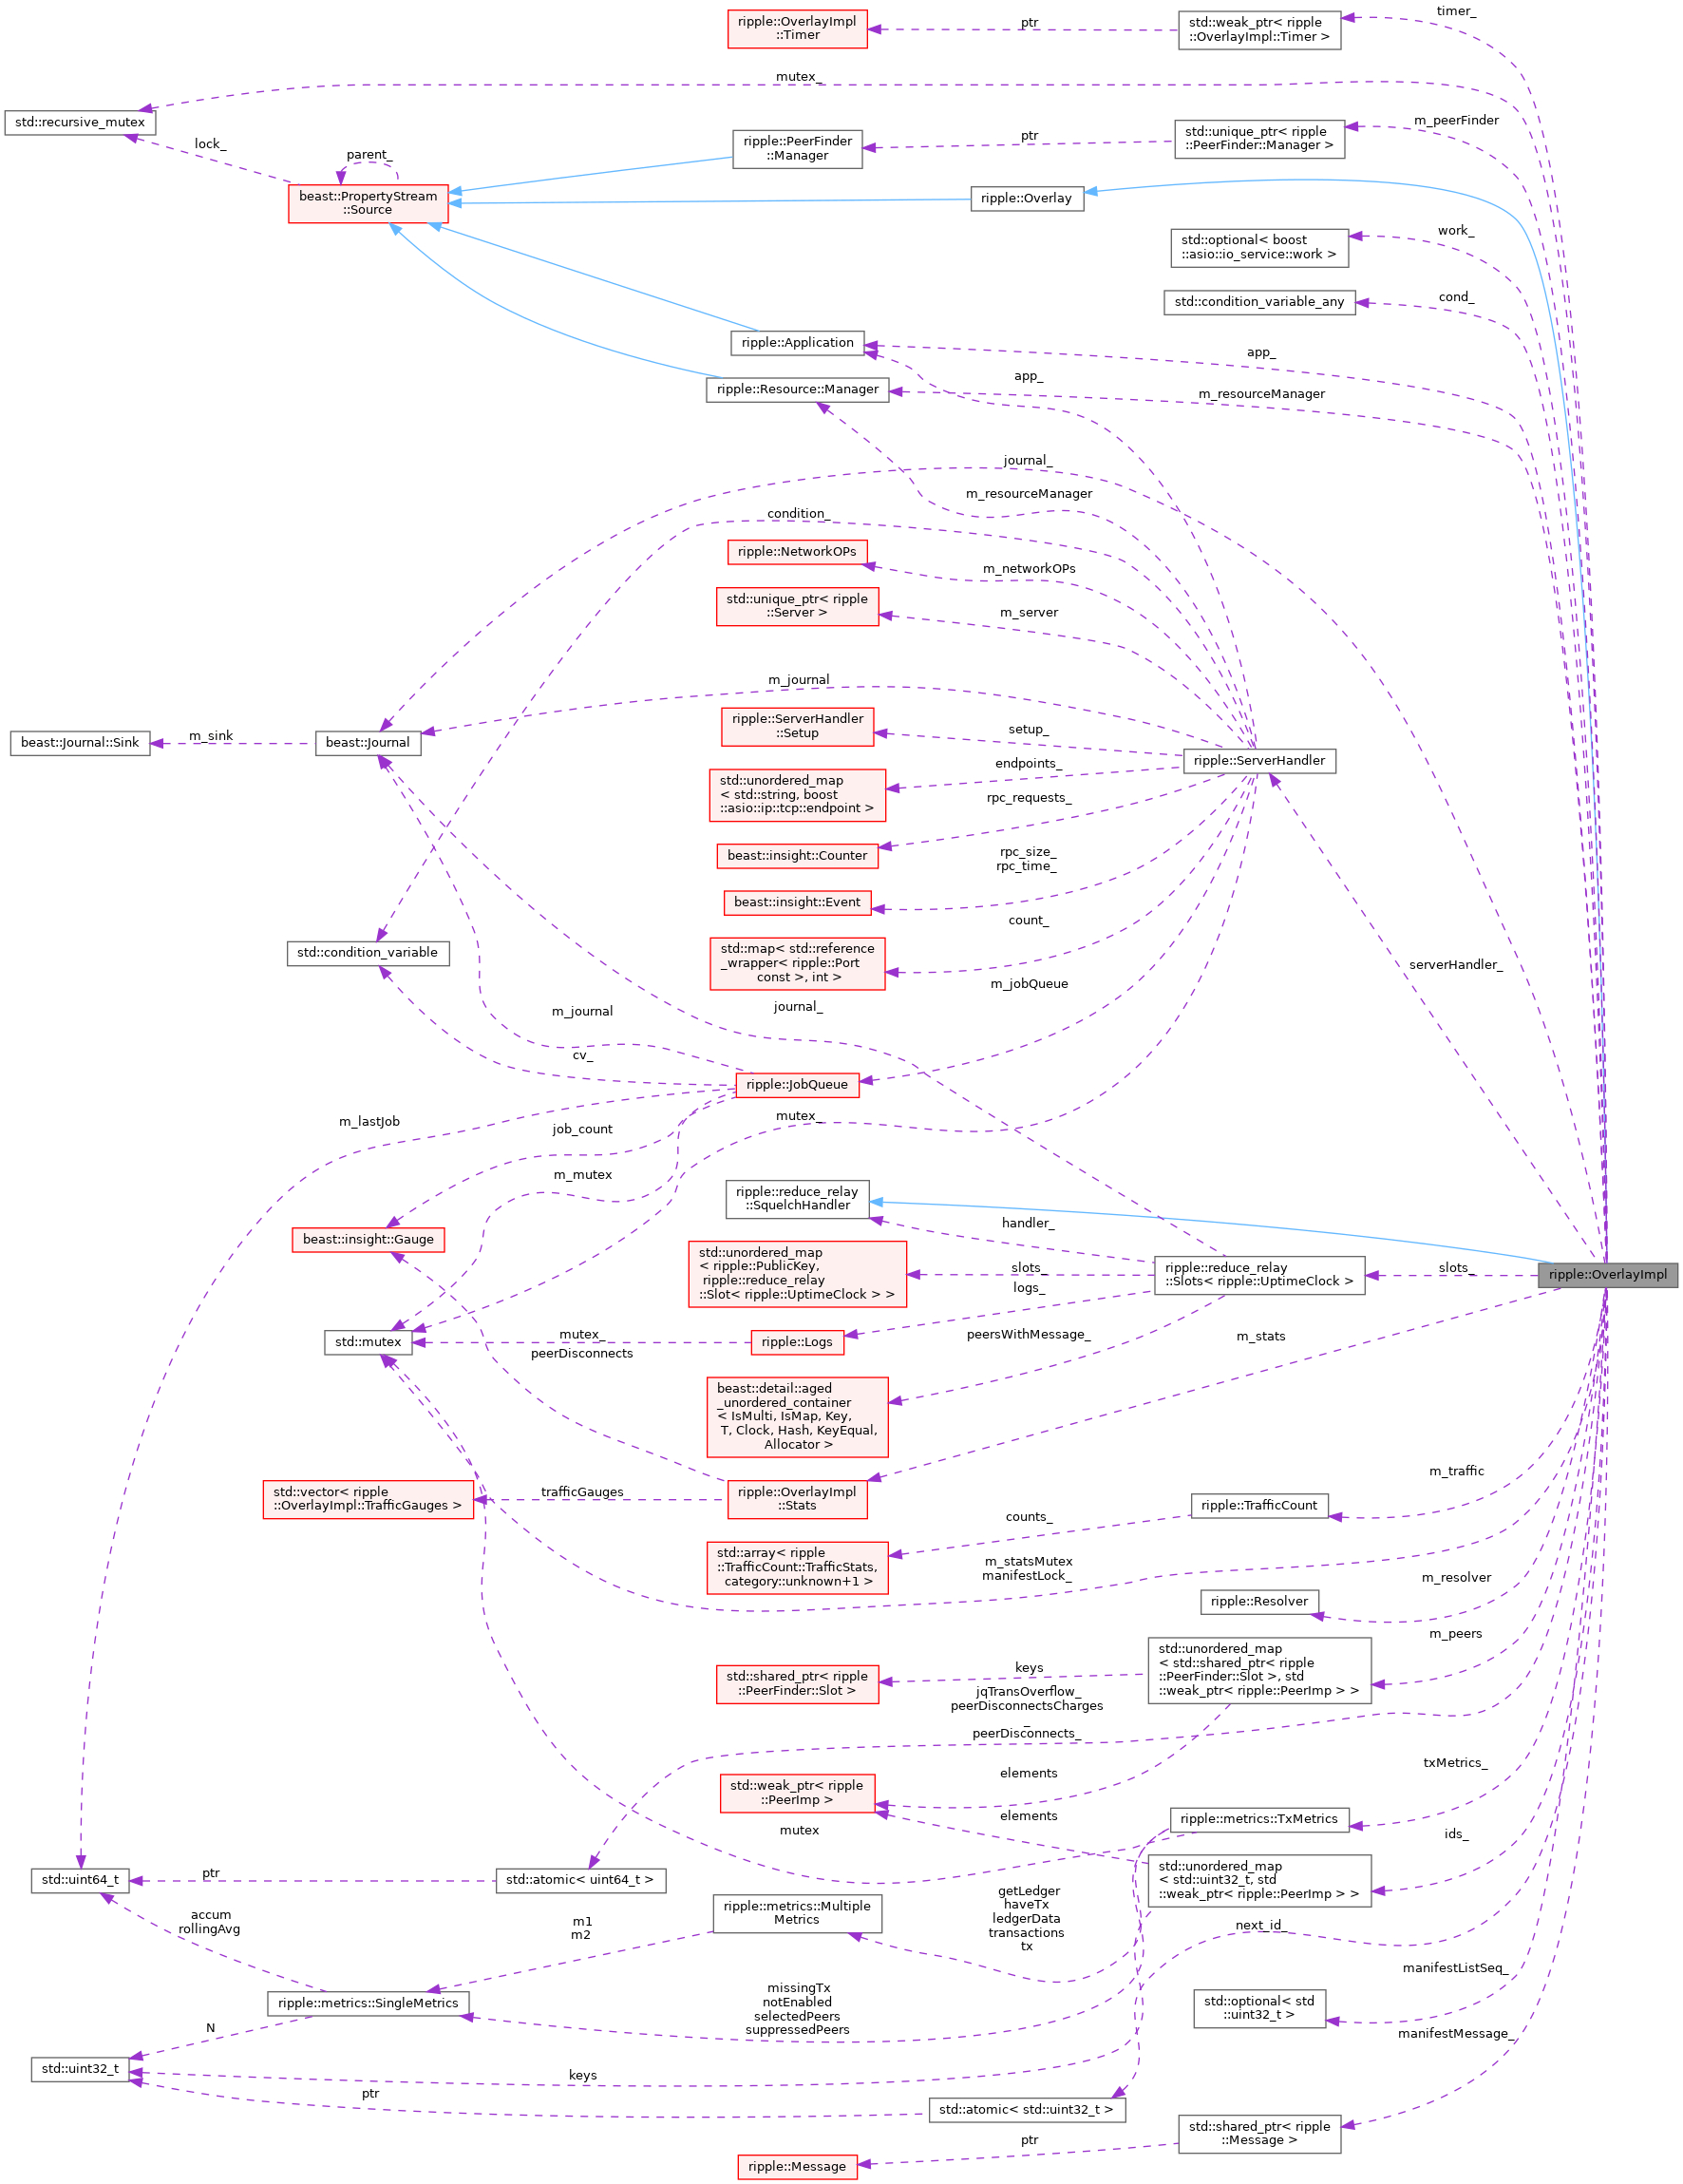 ripple::OverlayImpl
::Timer
ptr
std::weak_ptr< ripple
::OverlayImpl::Timer >
timer_
mutex_
std::recursive_mutex
lock_
parent_
beast::PropertyStream
::Source
ripple::PeerFinder
::Manager
ptr
std::unique_ptr< ripple
::PeerFinder::Manager >
m_peerFinder
ripple::Overlay
std::optional< boost
::asio::io_service::work >
work_
std::condition_variable_any
cond_
ripple::Application
app_
app_
ripple::Resource::Manager
m_resourceManager
journal_
m_resourceManager
condition_
ripple::NetworkOPs
m_networkOPs
std::unique_ptr< ripple
::Server >
m_server
m_journal
beast::Journal::Sink
m_sink
beast::Journal
ripple::ServerHandler
::Setup
setup_
ripple::ServerHandler
std::unordered_map
< std::string, boost
::asio::ip::tcp::endpoint >
endpoints_
rpc_requests_
beast::insight::Counter
rpc_size_
rpc_time_
beast::insight::Event
count_
std::map< std::reference
_wrapper< ripple::Port
const >, int >
std::condition_variable
serverHandler_
m_jobQueue
m_journal
journal_
cv_
ripple::JobQueue
m_lastJob
job_count
mutex_
m_mutex
ripple::reduce_relay
::SquelchHandler
beast::insight::Gauge
handler_
std::unordered_map
< ripple::PublicKey,
ripple::reduce_relay
::Slot< ripple::UptimeClock > >
slots_
ripple::reduce_relay
::Slots< ripple::UptimeClock >
slots_
ripple::OverlayImpl
logs_
std::mutex
mutex_
ripple::Logs
peersWithMessage_
m_stats
peerDisconnects
beast::detail::aged
_unordered_container
< IsMulti, IsMap, Key,
T, Clock, Hash, KeyEqual,
Allocator >
std::vector< ripple
::OverlayImpl::TrafficGauges >
trafficGauges
ripple::OverlayImpl
::Stats
m_traffic
ripple::TrafficCount
counts_
std::array< ripple
::TrafficCount::TrafficStats,
category::unknown+1 >
m_statsMutex
manifestLock_
m_resolver
ripple::Resolver
m_peers
std::unordered_map
< std::shared_ptr< ripple
::PeerFinder::Slot >, std
::weak_ptr< ripple::PeerImp > >
keys
std::shared_ptr< ripple
::PeerFinder::Slot >
jqTransOverflow_
peerDisconnectsCharges
_
peerDisconnects_
std::weak_ptr< ripple
::PeerImp >
elements
elements
txMetrics_
ripple::metrics::TxMetrics
mutex
ids_
std::unordered_map
< std::uint32_t, std
::weak_ptr< ripple::PeerImp > >
std::uint64_t
ptr
std::atomic< uint64_t >
getLedger
haveTx
ledgerData
transactions
tx
ripple::metrics::Multiple
Metrics
accum
rollingAvg
m1
m2
next_id_
manifestListSeq_
missingTx
notEnabled
selectedPeers
suppressedPeers
ripple::metrics::SingleMetrics
std::optional< std
::uint32_t >
N
manifestMessage_
std::uint32_t
keys
ptr
std::atomic< std::uint32_t >
std::shared_ptr< ripple
::Message >
ptr
ripple::Message